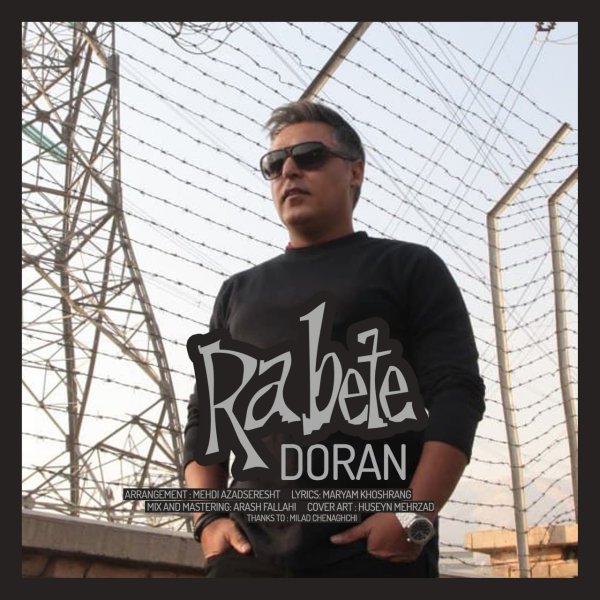 Rabete
DORAN
ARRANGEMENT : MEHDI AZADSERESHT LYRICS: MARYAM KHOSHRANG
MIX AND MASTERING: ARASH FALLAHI COVER ART : HUSEYN MEHRZAD
THANKS TO : MILAD CHENAGHCHI